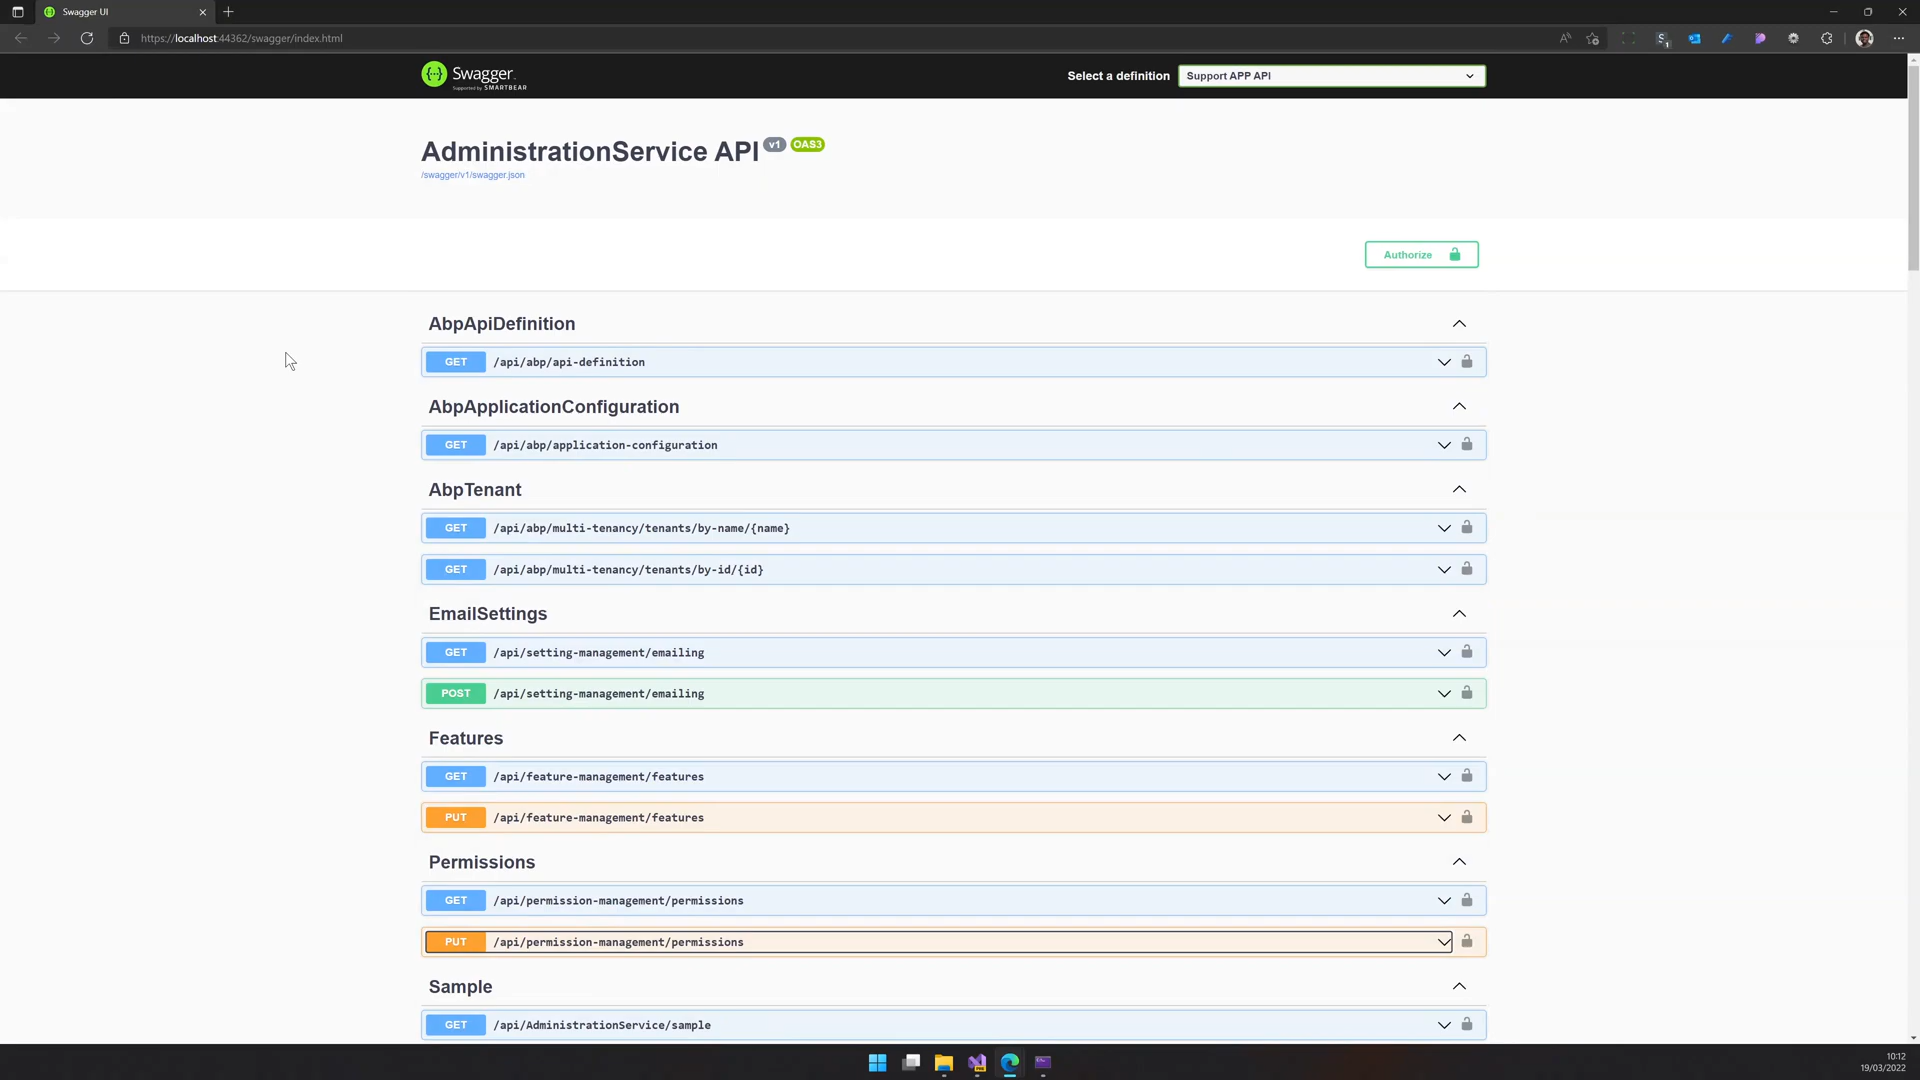 Swagger UI
https://localhost:44362/swagger/index.html
Swagger.
Supported by SMARTBEAR
Select a definition
Support APP API
AdministrationService API v1 OAS3
/swagger/v1/swagger.json
Authorize
AbpApiDefinition
GET /api/abp/api-definition
AbpApplicationConfiguration
GET /api/abp/application-configuration
AbpTenant
GET /api/abp/multi-tenancy/tenants/by-name/{name}
GET /api/abp/multi-tenancy/tenants/by-id/{id}
EmailSettings
GET /api/setting-management/emailing
POST /api/setting-management/emailing
Features
GET /api/feature-management/features
PUT /api/feature-management/features
Permissions
GET /api/permission-management/permissions
PUT /api/permission-management/permissions
Sample
GET /api/AdministrationService/sample
10:12
19/03/2022